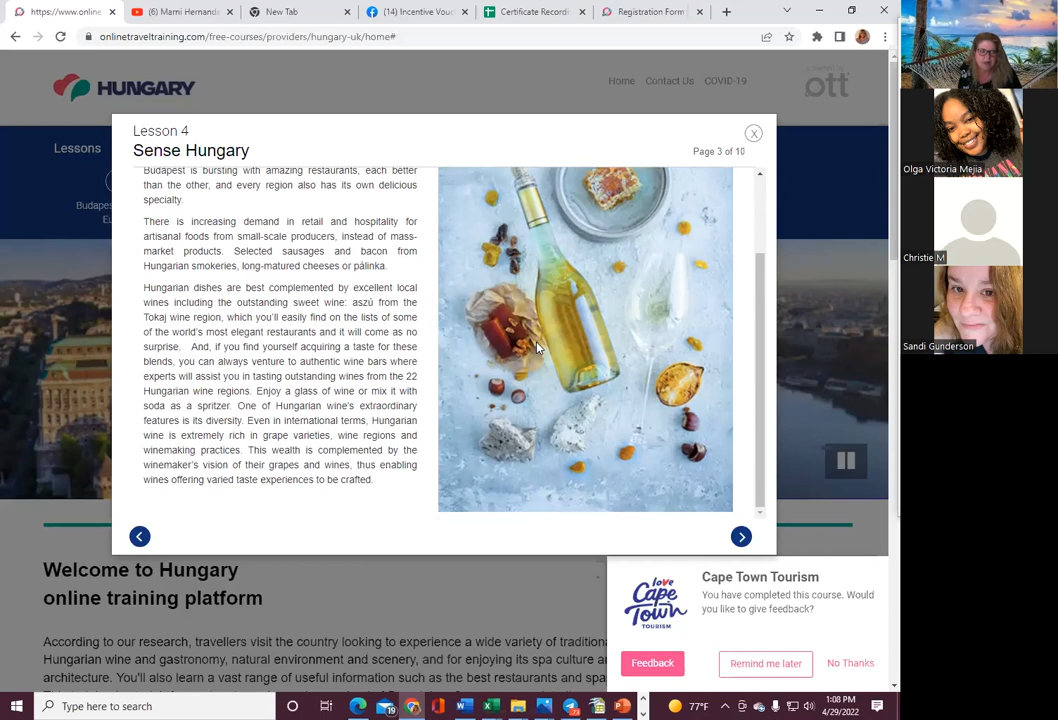 https://www.online
(6) Marni Hernande
New Tab
(14) Incentive Vouc
Certificate Recordin
Registration Form
onlinetraveltraining.com/free-courses/providers/hungary-uk/home#
HUNGARY
Home
Contact Us
COVID-19
powered by
ott
Lessons
Budape
Eu
Lesson 4
Sense Hungary
Page 3 of 10
Budapest is bursting with amazing restaurants, each better
than the other, and every region also has its own delicious
specialty.
There is increasing demand in retail and hospitality for
artisanal foods from small-scale producers, instead of mass-
market products. Selected sausages and bacon from
Hungarian smokeries, long-matured cheeses or pálinka.
Hungarian dishes are best complemented by excellent local
wines including the outstanding sweet wine: aszú from the
Tokaj wine region, which you'll easily find on the lists of some
of the world's most elegant restaurants and it will come as no
surprise. And, if you find yourself acquiring a taste for these
blends, you can always venture to authentic wine bars where
experts will assist you in tasting outstanding wines from the 22
Hungarian wine regions. Enjoy a glass of wine or mix it with
soda as a spritzer. One of Hungarian wine's extraordinary
features is its diversity. Even in international terms, Hungarian
wine is extremely rich in grape varieties, wine regions and
winemaking practices. This wealth is complemented by the
winemaker's vision of their grapes and wines, thus enabling
wines offering varied taste experiences to be crafted.
Welcome to Hungary
online training platform
According to our research, travellers visit the country looking to experience a wide variety of traditiona
Hungarian wine and gastronomy, natural environment and scenery, and for enjoying its spa culture a
architecture. You'll also learn a vast range of useful information such as the best restaurants and spa
love
Cape
Town
TOURISM
Cape Town Tourism
You have completed this course. Would
you like to give feedback?
Feedback
Remind me later
No Thanks
Olga Victoria Mejia
Christie M
Sandi Gunderson
Type here to search
19
77°F
1:08 PM
4/29/2022